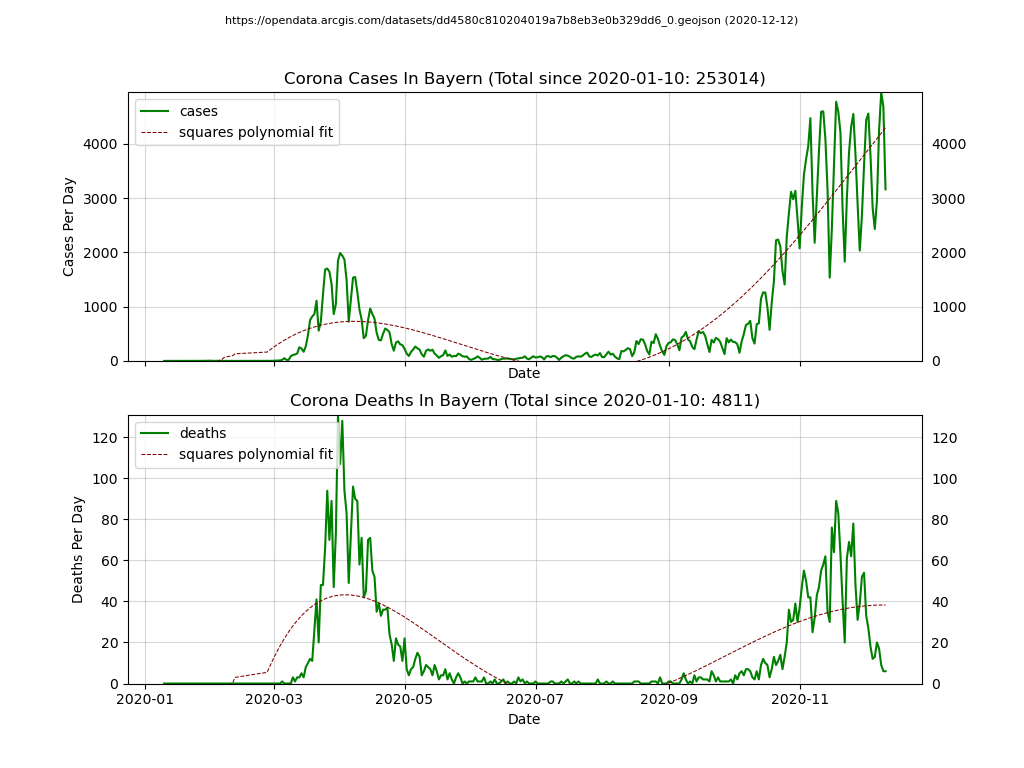 https://opendata.arcgis.com/datasets/dd4580c810204019a7b8eb3e0b329dd6_0.geojson (2020-12-12)
Corona Cases In Bayern (Total since 2020-01-10: 253014)
cases
squares polynomial fit
4000 4000
3000 3000
2000 2000
1000 1000
0 0
Cases Per Day
Date
Corona Deaths In Bayern (Total since 2020-01-10: 4811)
deaths
squares polynomial fit
120 120
100 100
80 80
60 60
40 40
20 20
0 0
Deaths Per Day
2020-01 2020-03 2020-05 2020-07 2020-09 2020-11
Date